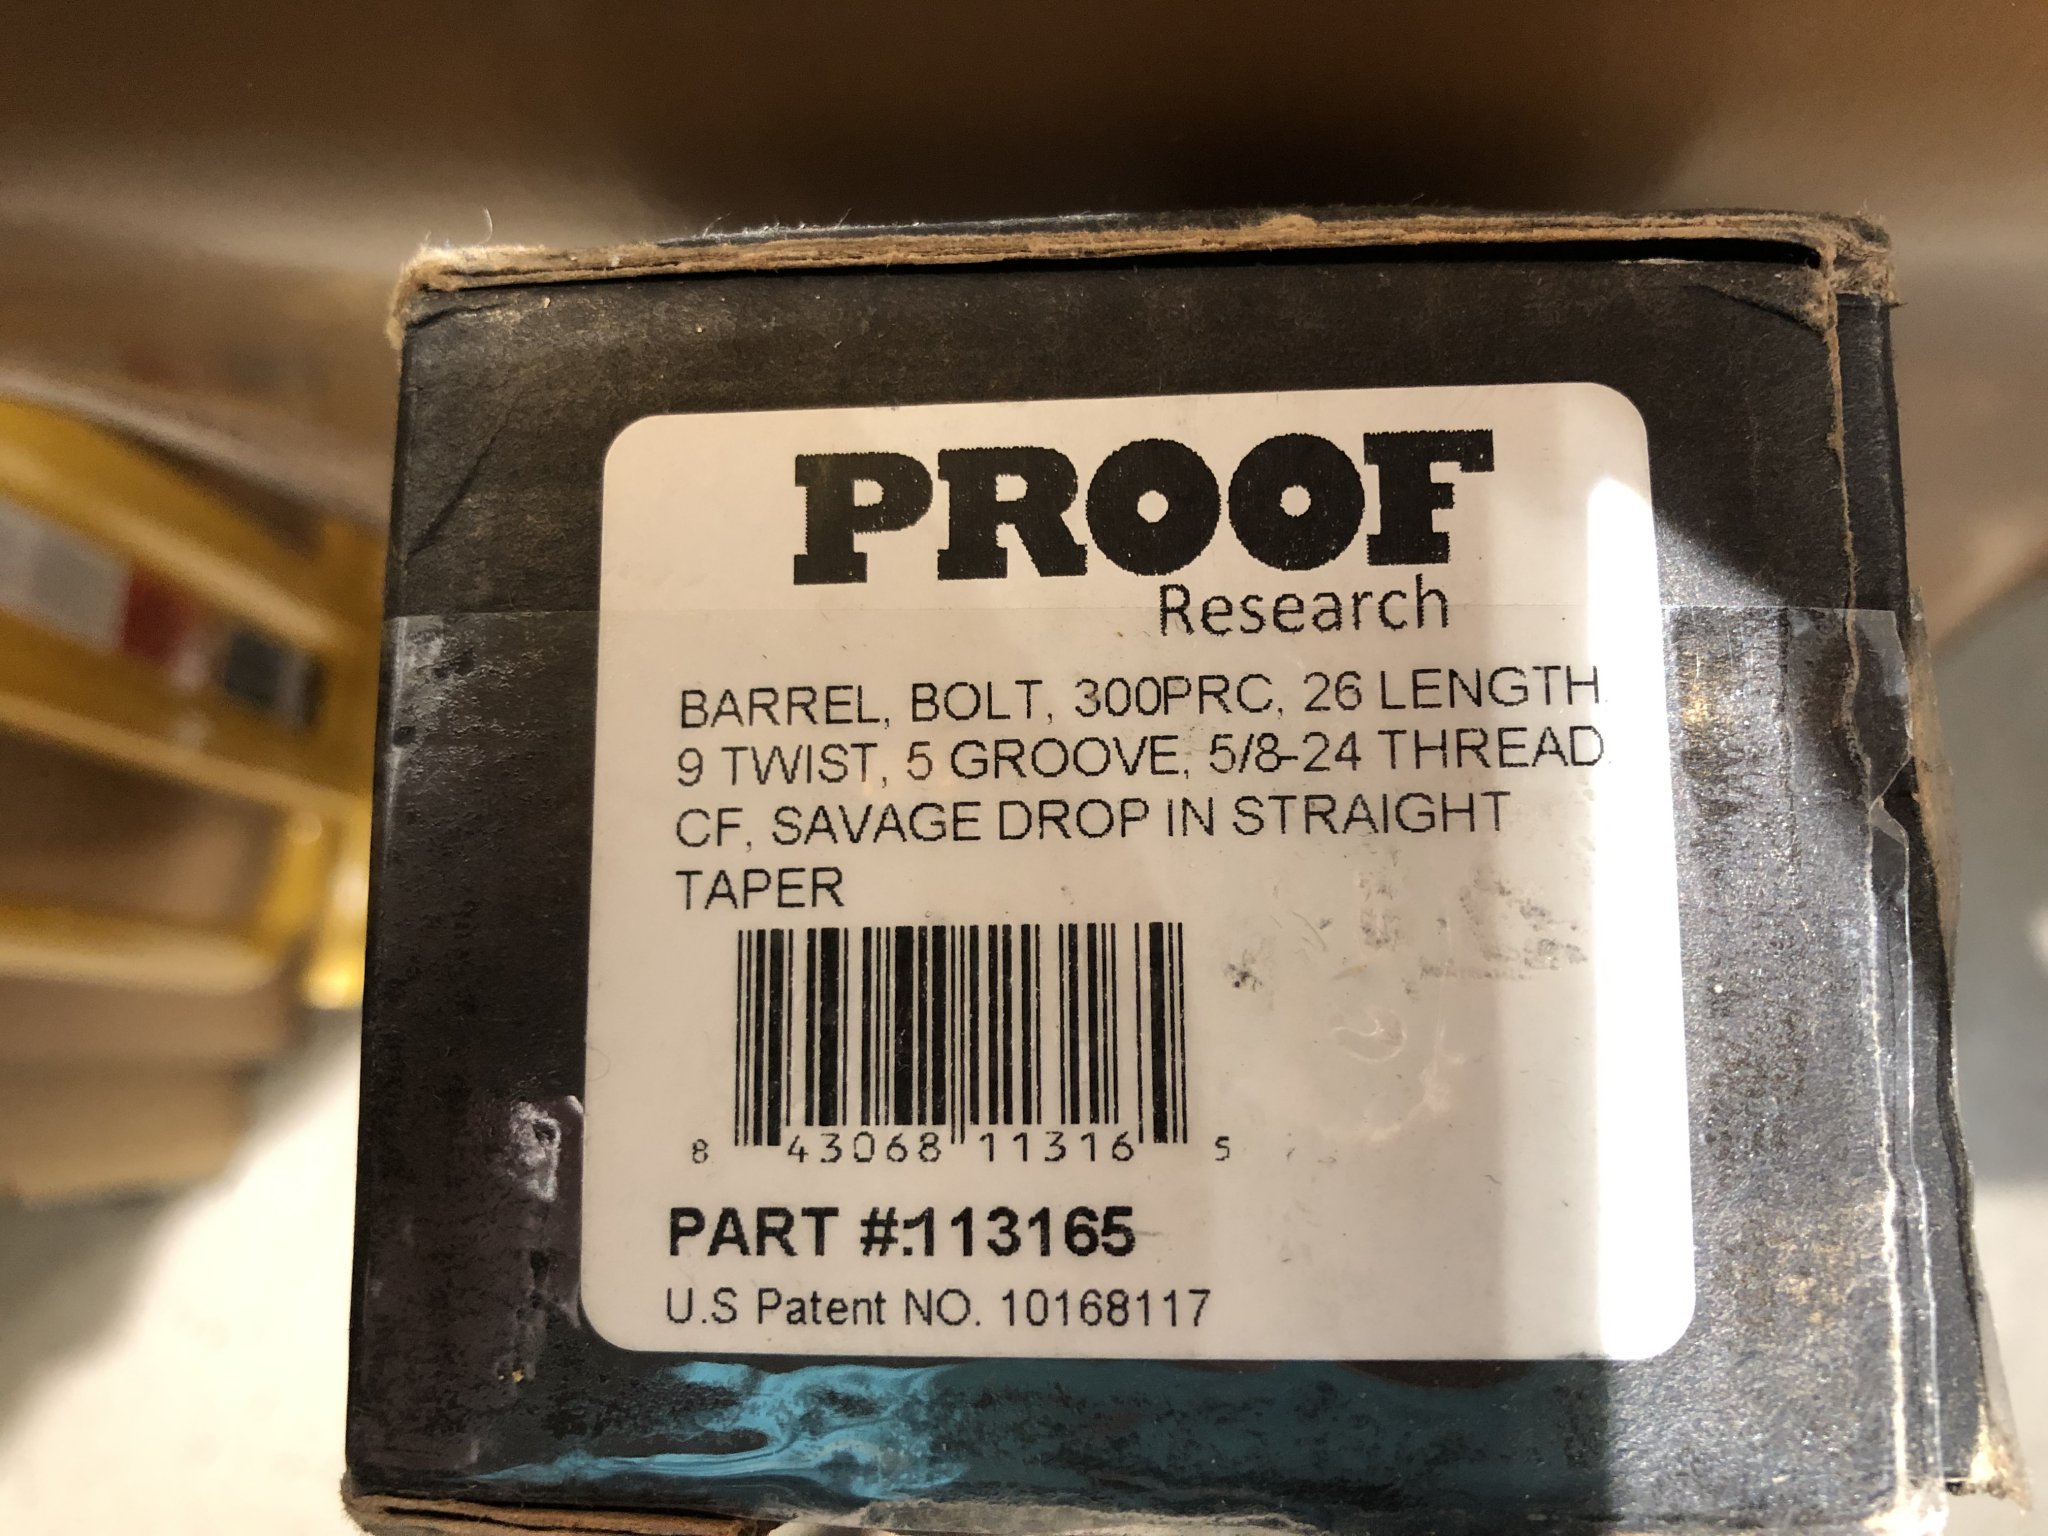 PROOF
Research
BARREL, BOLT, 300PRC, 26 LENGTH
9 TWIST, 5 GROOVE, 5/8-24 THREAD
CF, SAVAGE DROP IN STRAIGHT
TAPER
8 43068 11316 5
PART #:113165
U.S Patent NO. 10168117